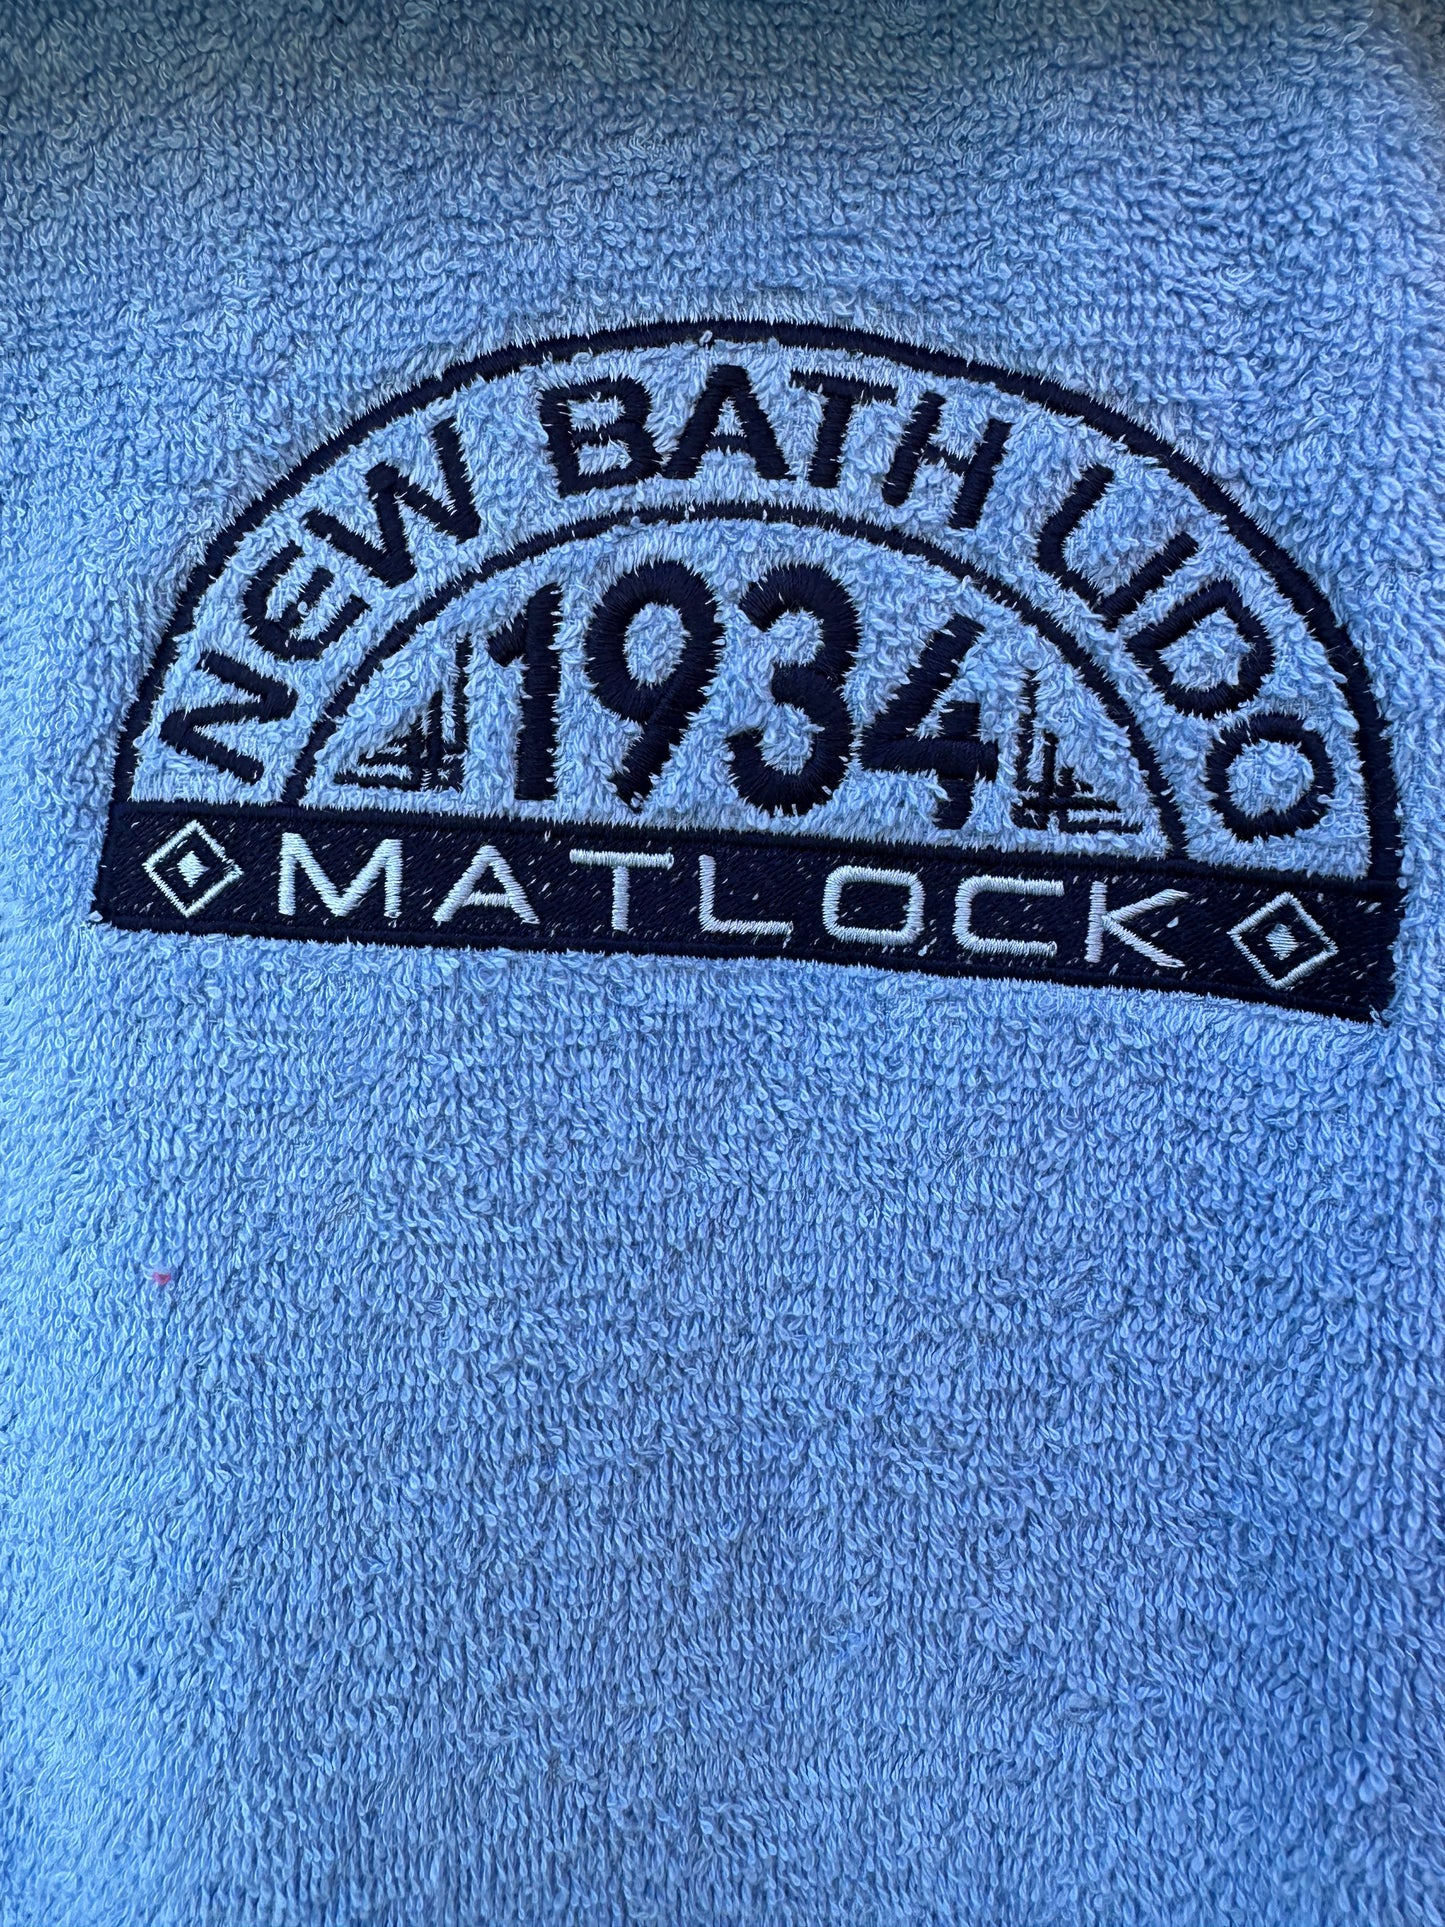 NEW BATH LIDO
1934
MATLOCK